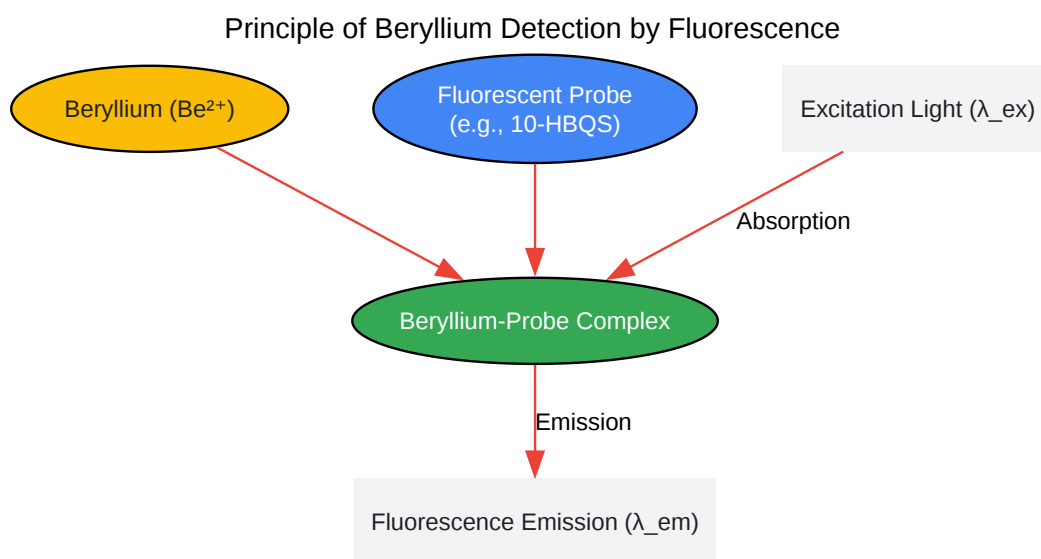 Principle of Beryllium Detection by Fluorescence
Beryllium (Be²⁺)
Fluorescent Probe
(e.g., 10-HBQS)
Excitation Light (λ_ex)
Absorption
Beryllium-Probe Complex
Emission
Fluorescence Emission (λ_em)